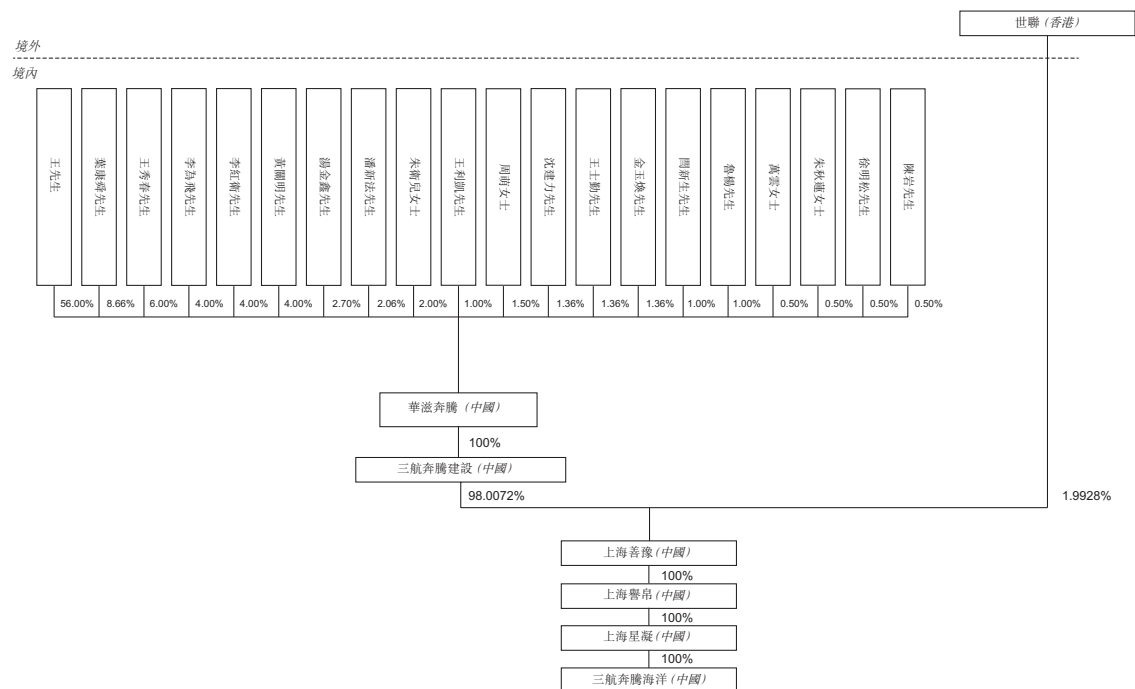 世聯(香港)
境外
境內
王先生
葉康舜先生
王秀春先生
李為飛先生
李紅衛先生
黃關明先生
湯金鑫先生
潘新法先生
朱衛兒女士
王利凱先生
周萌女士
沈建力先生
王士勤先生
金玉煥先生
閆新生先生
魯楊先生
萬雲女士
朱秋蓮女士
徐明松先生
陳岩先生
56.00% 8.66% 6.00% 4.00% 4.00% 4.00% 2.70% 2.06% 2.00% 1.00% 1.50% 1.36% 1.36% 1.36% 1.00% 1.00% 0.50% 0.50% 0.50% 0.50%
華滋奔騰 (中國)
100%
三航奔騰建設(中國)
98.0072% 1.9928%
上海善豫(中國)
100%
上海譽帛(中國)
100%
上海星凝(中國)
100%
三航奔騰海洋(中國)